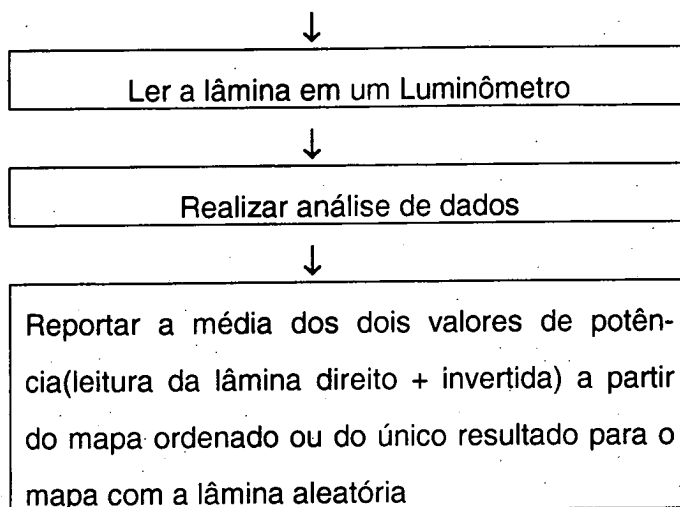 Ler a lâmina em um Luminômetro
Realizar análise de dados
Reportar a média dos dois valores de potên-
cia(leitura da lâmina direito + invertida) a partir
do mapa ordenado ou do único resultado para o
mapa com a lâmina aleatória